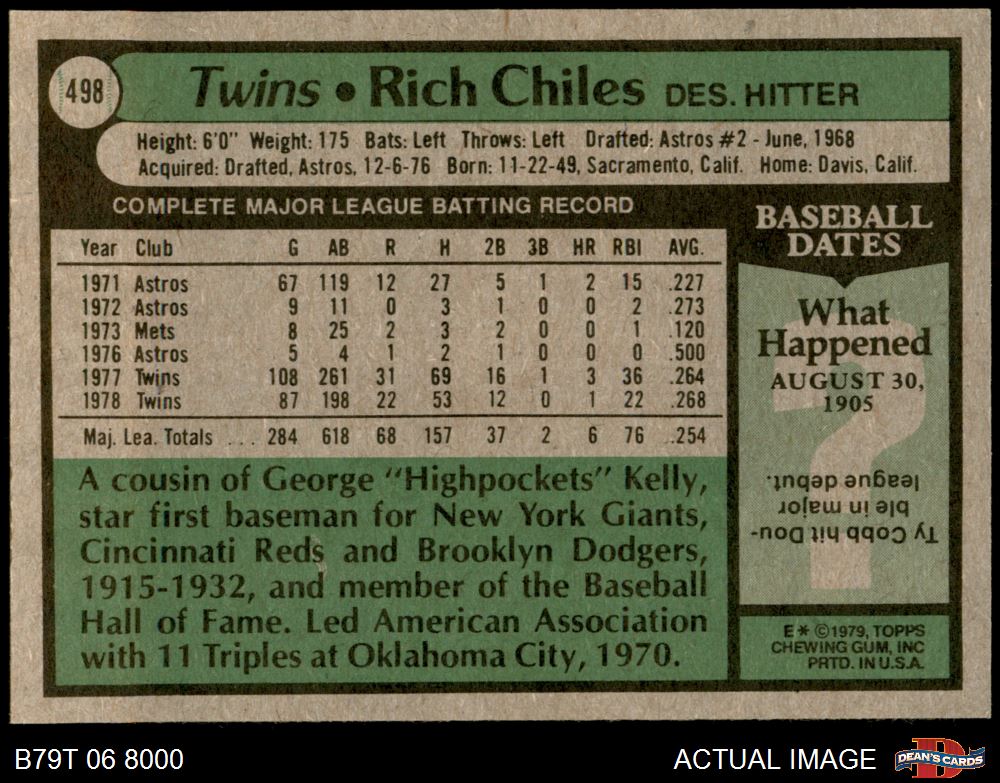 498
Twins • Rich Chiles DES. HITTER
Height: 6'0" Weight: 175 Bats: Left Throws: Left Drafted: Astros #2 - June, 1968
Acquired: Drafted, Astros, 12-6-76 Born: 11-22-49, Sacramento, Calif. Home: Davis, Calif.
COMPLETE MAJOR LEAGUE BATTING RECORD
Year Club G AB R H 2B 3B HR RBI AVG.
1971 Astros 67 119 12 27 5 1 2 15 .227
1972 Astros 9 11 0 3 1 0 0 2 .273
1973 Mets 8 25 2 3 2 0 0 1 .120
1976 Astros 5 4 1 2 1 0 0 0 .500
1977 Twins 108 261 31 69 16 1 3 36 .264
1978 Twins 87 198 22 53 12 0 1 22 .268
Maj. Lea. Totals ... 284 618 68 157 37 2 6 76 .254
A cousin of George "Highpockets" Kelly,
star first baseman for New York Giants,
Cincinnati Reds and Brooklyn Dodgers,
1915-1932, and member of the Baseball
Hall of Fame. Led American Association
with 11 Triples at Oklahoma City, 1970.
BASEBALL
DATES
What
Happened
AUGUST 30,
1905
?
Ty Cobb hit Dou-
ble in major
league debut.
E * ©1979, TOPPS
CHEWING GUM, INC
PRTD. IN U.S.A.
B79T 06 8000
ACTUAL IMAGE
D
DEAN'S CARDS